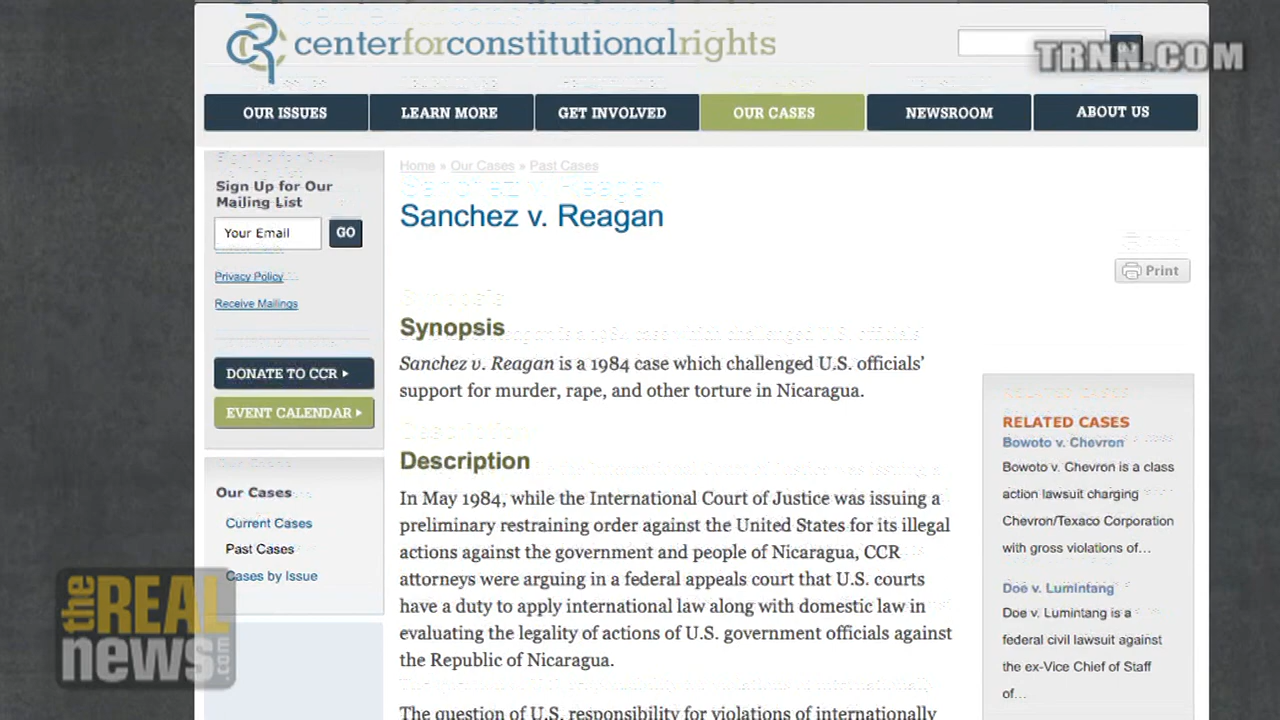 centerforconstitutionalrights
TRNN.COM
OUR ISSUES
LEARN MORE
GET INVOLVED
OUR CASES
NEWSROOM
ABOUT US
Sign Up for Our
Mailing List
Your Email
GO
Privacy Policy
Receive Mailings
DONATE TO CCR
EVENT CALENDAR
Our Cases
Current Cases
Past Cases
Cases by Issue
Home » Our Cases » Past Cases
Sanchez v. Reagan
Print
Synopsis
Sanchez v. Reagan is a 1984 case which challenged U.S. officials'
support for murder, rape, and other torture in Nicaragua.
Description
In May 1984, while the International Court of Justice was issuing a
preliminary restraining order against the United States for its illegal
actions against the government and people of Nicaragua, CCR
attorneys were arguing in a federal appeals court that U.S. courts
have a duty to apply international law along with domestic law in
evaluating the legality of actions of U.S. government officials against
the Republic of Nicaragua.
The question of U.S. responsibility for violations of internationally
RELATED CASES
Bowoto v. Chevron
Bowoto v. Chevron is a class
action lawsuit charging
Chevron/Texaco Corporation
with gross violations of...
Doe v. Lumintang
Doe v. Lumintang is a
federal civil lawsuit against
the ex-Vice Chief of Staff
of...
the REAL
news.com